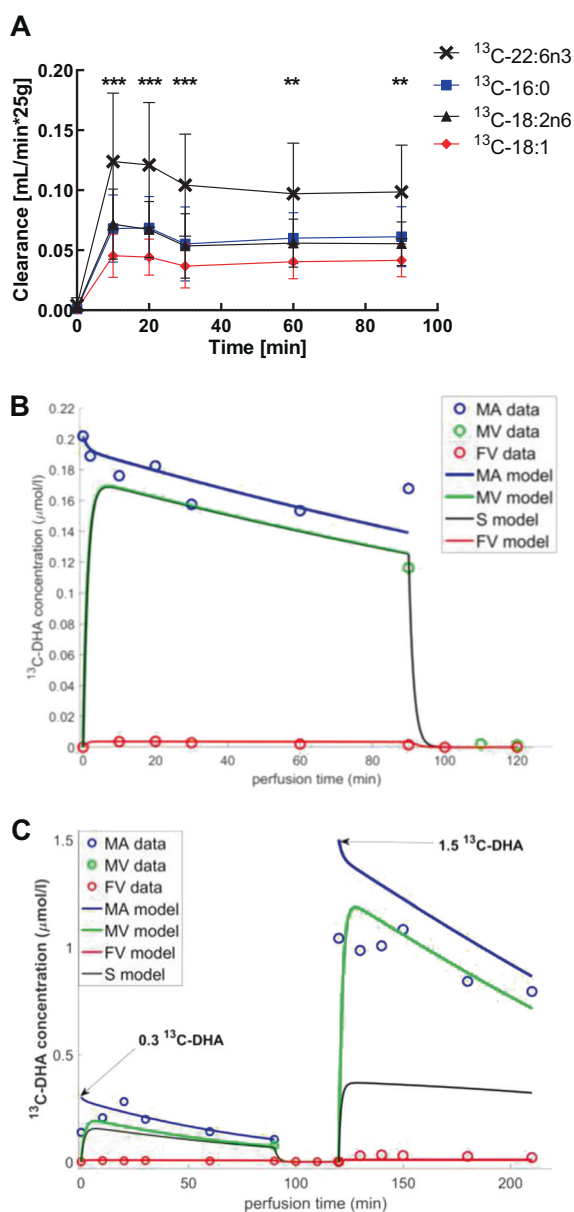 A
¹³C-22:6n3
¹³C-16:0
¹³C-18:2n6
¹³C-18:1
*** *** *** ** **
Clearance [mL/min*25g]
0.20
0.15
0.10
0.05
0.00
0 20 40 60 80 100
Time [min]
B
MA data
MV data
FV data
MA model
MV model
S model
FV model
¹³C-DHA concentration (μmol/l)
0.22
0.2
0.18
0.16
0.14
0.12
0.1
0.08
0.06
0.04
0.02
0
0 20 40 60 80 100 120
perfusion time (min)
C
MA data
MV data
FV data
MA model
MV model
FV model
S model
1.5 ¹³C-DHA
0.3 ¹³C-DHA
¹³C-DHA concentration (μmol/l)
1.5
1
0.5
0
0 50 100 150 200
perfusion time (min)